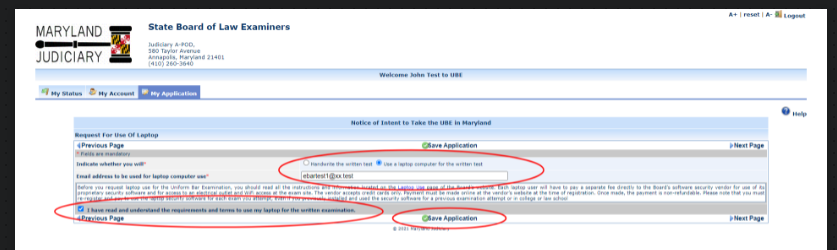 A+ | reset | A- Logout
MARYLAND
JUDICIARY
State Board of Law Examiners
Judiciary A-POD,
580 Taylor Avenue
Annapolis, Maryland 21401
(410) 260-3640
Welcome John Test to UBE
My Status My Account My Application
Help
Notice of Intent to Take the UBE in Maryland
Request For Use Of Laptop
Previous Page Save Application Next Page
* Fields are mandatory
Indicate whether you will* Handwrite the written test Use a laptop computer for the written test
Email address to be used for laptop computer use* ebartest1@xx.test
Before you request laptop use for the Uniform Bar Examination, you should read all the instructions and information located on the Laptop Use page of the Board's website. Each laptop user will have to pay a separate fee directly to the Board's software security vendor for use of its
proprietary security software and for access to an electrical outlet and WiFi access at the exam site. The vendor accepts credit cards only. Payment must be made online at the vendor's website at the time of registration. Once made, the payment is non-refundable. Please note that you must
re-register and pay to use the laptop security software for each exam you attempt, even if you previously installed and used the security software for a previous examination attempt or in college or law school
I have read and understand the requirements and terms to use my laptop for the written examination.
Previous Page Save Application Next Page
© 2021 Maryland Judiciary